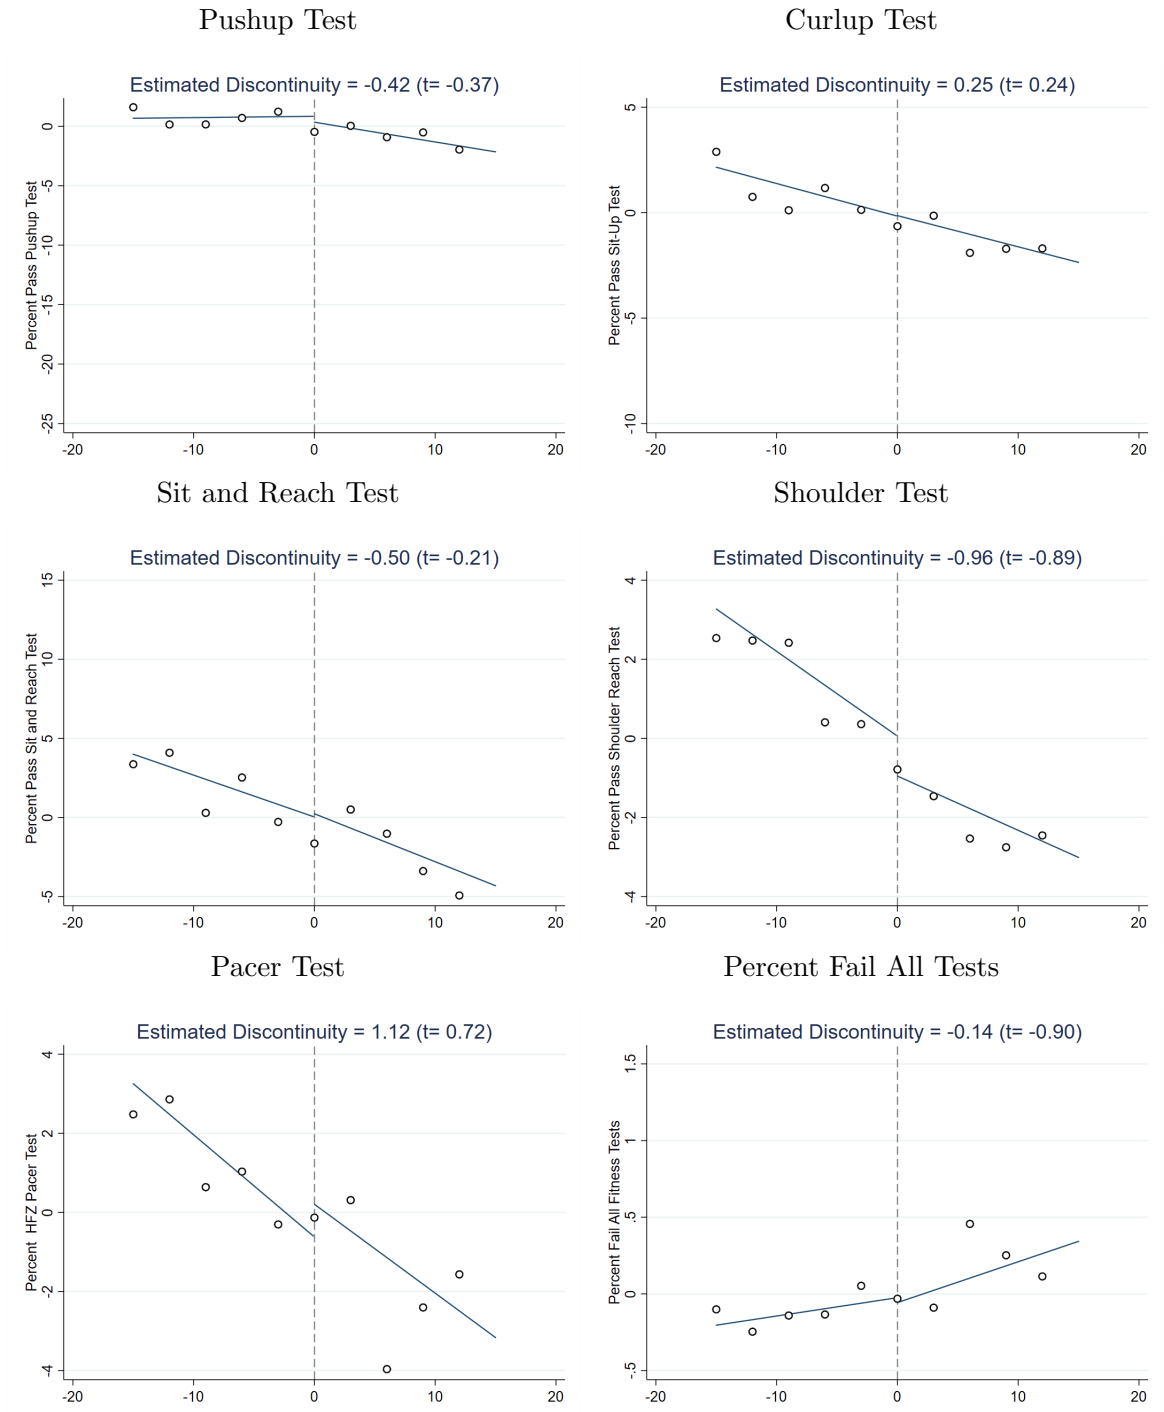 Pushup Test
Estimated Discontinuity = -0.42 (t= -0.37)
Percent Pass Pushup Test
0
-5
-10
-15
-20
-25
-20 -10 0 10 20
Curlup Test
Estimated Discontinuity = 0.25 (t= 0.24)
Percent Pass Sit-Up Test
5
0
-5
-10
-20 -10 0 10 20
Sit and Reach Test
Estimated Discontinuity = -0.50 (t= -0.21)
Percent Pass Sit and Reach Test
15
10
5
0
-5
-20 -10 0 10 20
Shoulder Test
Estimated Discontinuity = -0.96 (t= -0.89)
Percent Pass Shoulder Reach Test
4
2
0
-2
-4
-20 -10 0 10 20
Pacer Test
Estimated Discontinuity = 1.12 (t= 0.72)
Percent HFZ Pacer Test
4
2
0
-2
-4
-20 -10 0 10 20
Percent Fail All Tests
Estimated Discontinuity = -0.14 (t= -0.90)
Percent Fail All Fitness Tests
1.5
1
.5
0
-.5
-20 -10 0 10 20